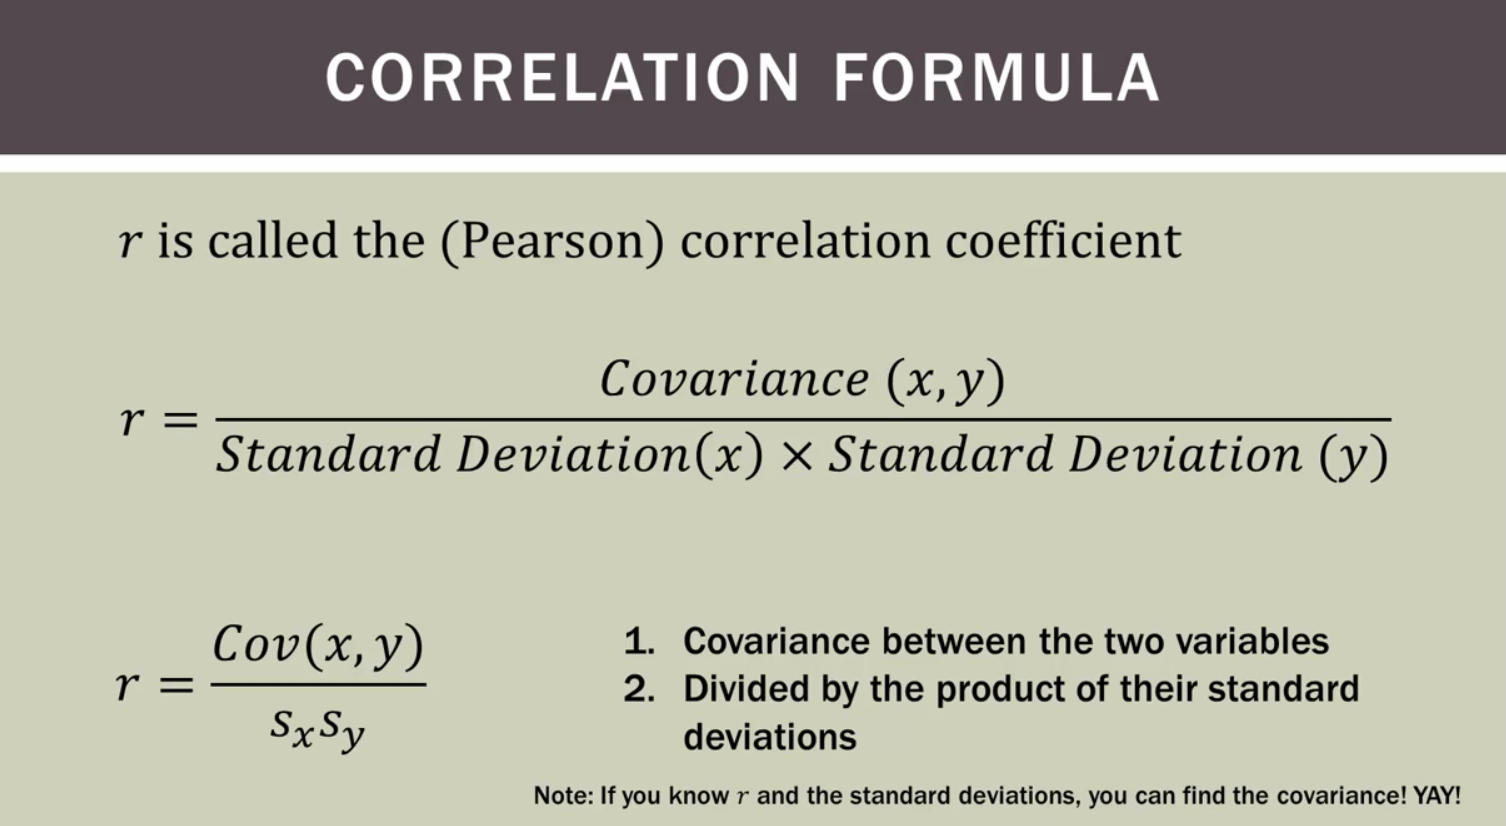 CORRELATION FORMULA
r is called the (Pearson) correlation coefficient
r = Covariance (x, y) / Standard Deviation(x) × Standard Deviation (y)
r = Cov(x, y) / sₓsᵧ
1. Covariance between the two variables
2. Divided by the product of their standard
deviations
Note: If you know r and the standard deviations, you can find the covariance! YAY!